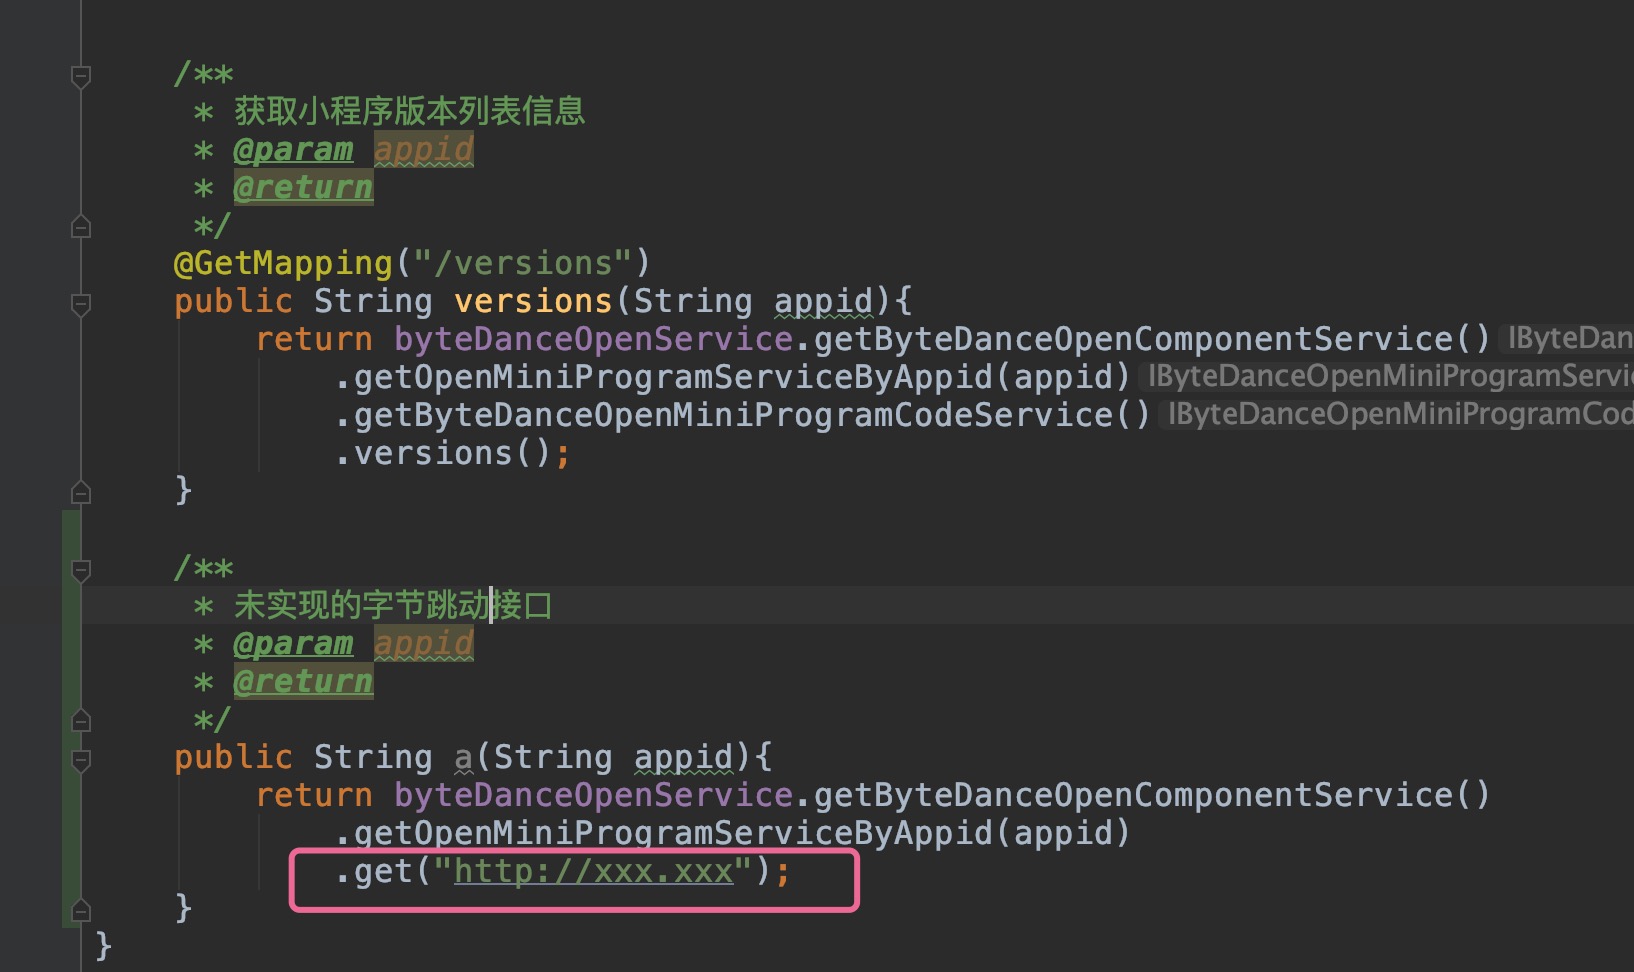 /**
 * 获取小程序版本列表信息
 * @param appid
 * @return
 */
@GetMapping("/versions")
public String versions(String appid){
    return byteDanceOpenService.getByteDanceOpenComponentService() IByteDan
        .getOpenMiniProgramServiceByAppid(appid) IByteDanceOpenMiniProgramServi
        .getByteDanceOpenMiniProgramCodeService() IByteDanceOpenMiniProgramCod
        .versions();
}
/**
 * 未实现的字节跳动接口
 * @param appid
 * @return
 */
public String a(String appid){
    return byteDanceOpenService.getByteDanceOpenComponentService()
        .getOpenMiniProgramServiceByAppid(appid)
        .get("http://xxx.xxx");
}
}